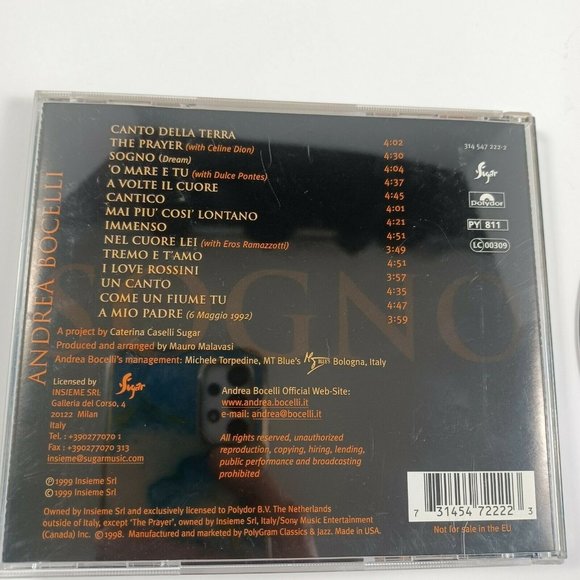 ANDREA BOCELLI
SOGNO
CANTO DELLA TERRA 4:02
THE PRAYER (with Cèline Dion) 4:30
SOGNO (Dream) 4:04
'O MARE E TU (with Dulce Pontes) 4:37
A VOLTE IL CUORE 4:45
CANTICO 4:01
MAI PIU' COSI' LONTANO 4:21
IMMENSO 4:51
NEL CUORE LEI (with Eros Ramazzotti) 3:49
TREMO E T'AMO 4:51
I LOVE ROSSINI 3:57
UN CANTO 4:35
COME UN FIUME TU 4:47
A MIO PADRE (6 Maggio 1992) 3:59
314 547 222-2
Sugar
Polydor
PY 811
LC 00309
A project by Caterina Caselli Sugar
Produced and arranged by Mauro Malavasi
Andrea Bocelli's management: Michele Torpedine, MT Blue's MT BLUE'S Bologna, Italy
Licensed by
INSIEME SRL
Galleria del Corso, 4
20122 Milan
Italy
Tel. : +390277070 1
Fax : +390277070 313
insieme@sugarmusic.com
Sugar
Andrea Bocelli Official Web-Site:
www.andrea.bocelli.it
e-mail: andrea@bocelli.it
All rights reserved, unauthorized
reproduction, copying, hiring, lending,
public performance and broadcasting
prohibited
℗ 1999 Insieme Srl
© 1999 Insieme Srl
Owned by Insieme Srl and exclusively licensed to Polydor B.V. The Netherlands
outside of Italy, except 'The Prayer', owned by Insieme Srl, Italy/Sony Music Entertainment
(Canada) Inc. ©1998. Manufactured and marketed by PolyGram Classics & Jazz. Made in USA.
7 31454 72222 3
Not for sale in the EU